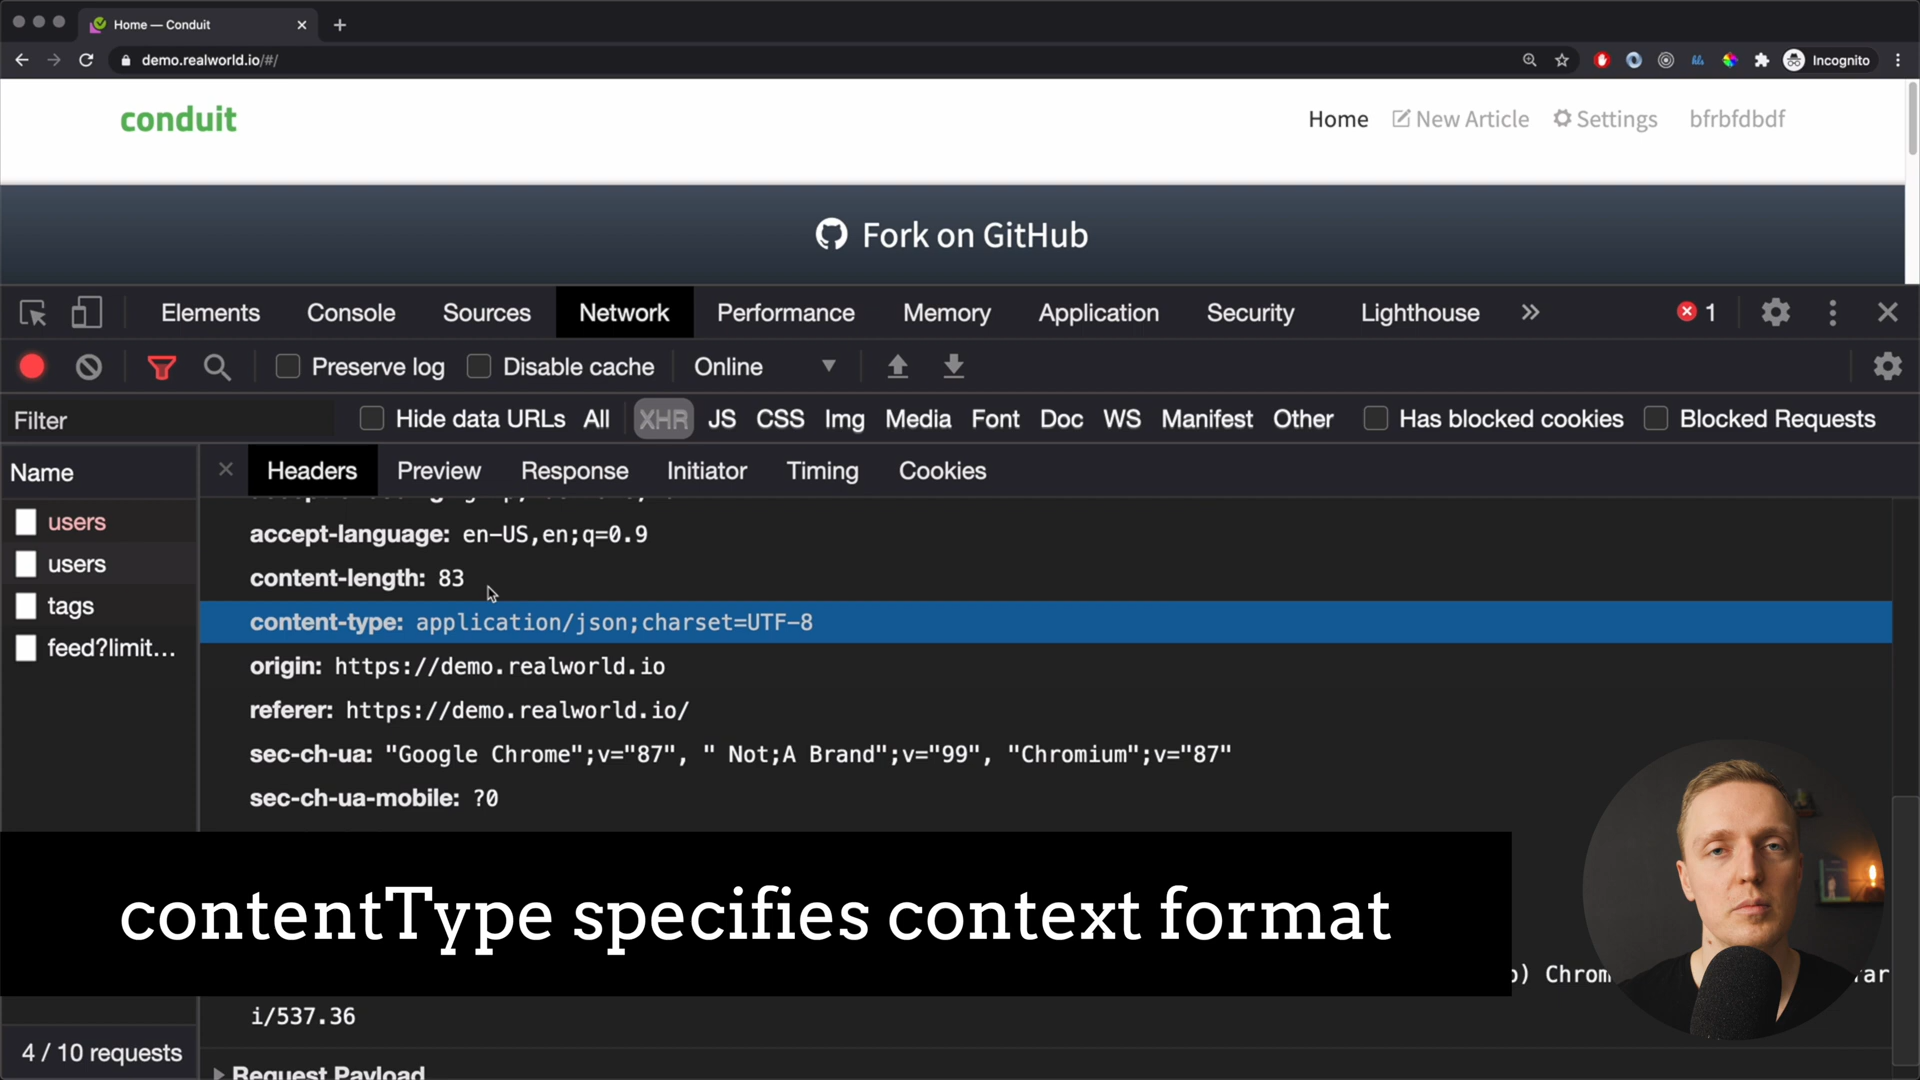 Home — Conduit
demo.realworld.io/#/
Incognito
conduit
Home New Article Settings bfrbfdbdf
Fork on GitHub
Elements Console Sources Network Performance Memory Application Security Lighthouse 1
Preserve log Disable cache Online
Filter Hide data URLs All XHR JS CSS Img Media Font Doc WS Manifest Other Has blocked cookies Blocked Requests
Name Headers Preview Response Initiator Timing Cookies
users
users
tags
feed?limit...
accept-language: en-US,en;q=0.9
content-length: 83
content-type: application/json;charset=UTF-8
origin: https://demo.realworld.io
referer: https://demo.realworld.io/
sec-ch-ua: "Google Chrome";v="87", " Not;A Brand";v="99", "Chromium";v="87"
sec-ch-ua-mobile: ?0
contentType specifies context format
i/537.36
4 / 10 requests
Request Payload